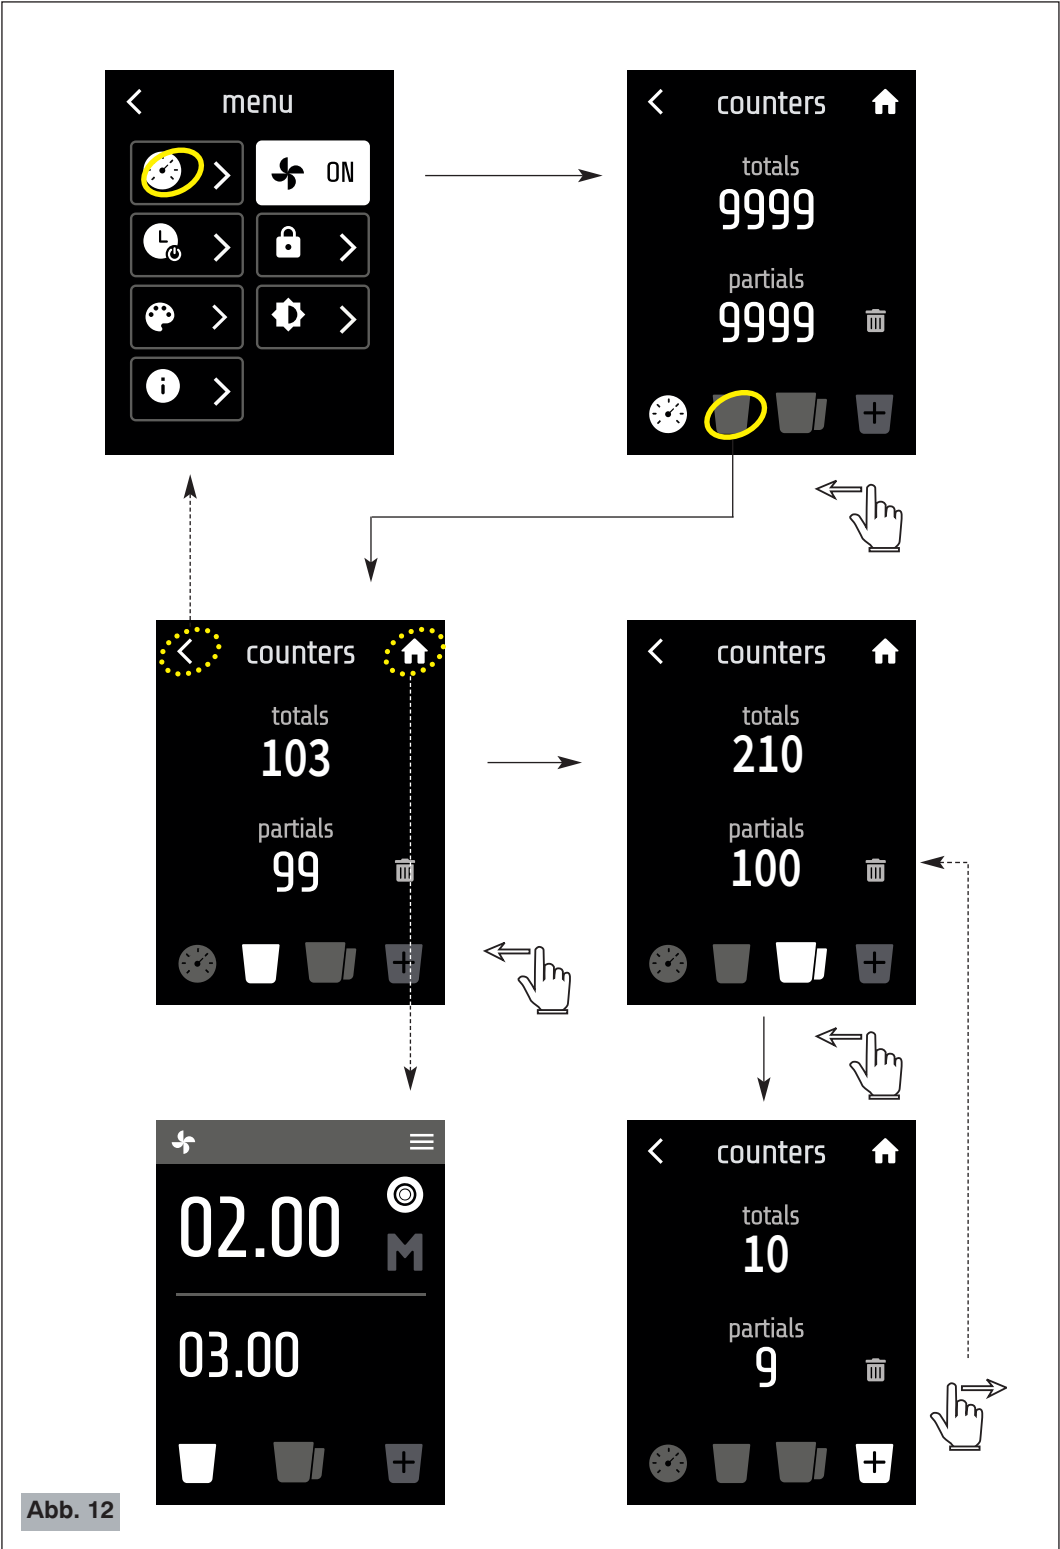 menu
ON
counters
totals
9999
partials
9999
counters
totals
103
partials
99
counters
totals
210
partials
100
02.00
M
03.00
counters
totals
10
partials
9
Abb. 12